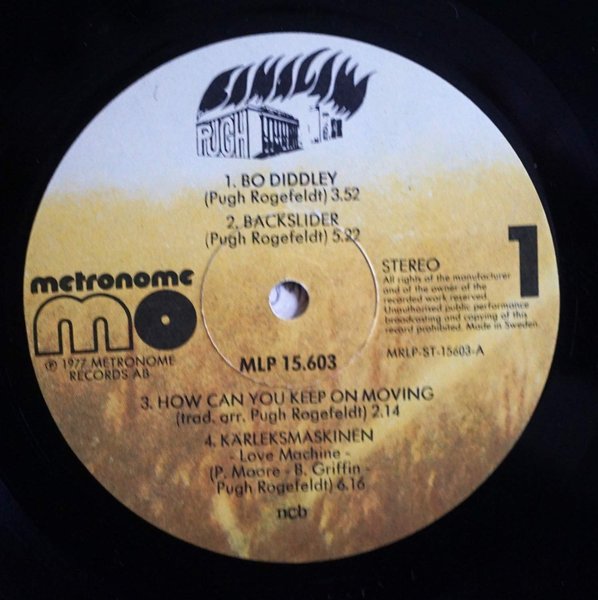 BAMALAM
PUGH
1. BO DIDDLEY
(Pugh Rogefeldt) 3.52
2. BACKSLIDER
(Pugh Rogefeldt) 5.22
metronome
mo
℗ 1977 METRONOME
RECORDS AB
STEREO
All rights of the manufacturer
and of the owner of the
recorded work reserved.
Unauthorised public performance
broadcasting and copying of this
record prohibited. Made in Sweden.
1
MRLP-ST-15603-A
MLP 15.603
3. HOW CAN YOU KEEP ON MOVING
(trad. arr. Pugh Rogefeldt) 2.14
4. KÄRLEKSMASKINEN
- Love Machine -
(P. Moore - B. Griffin -
Pugh Rogefeldt) 6.16
ncb